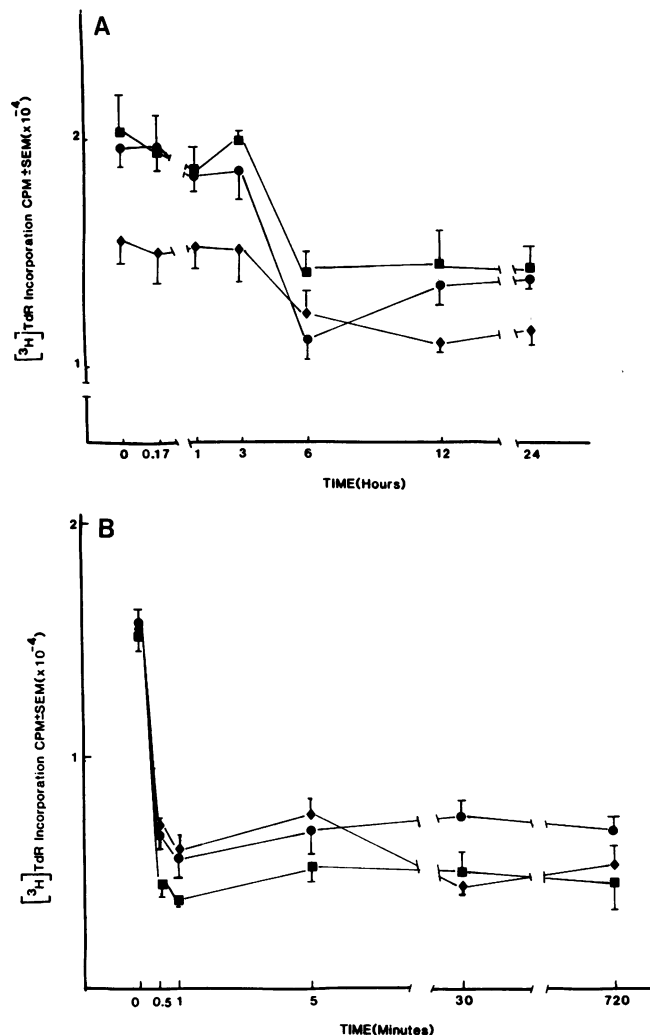 A
2
1
[³H]TdR Incorporation CPM±SEM(x10⁻⁴)
0 0.17 1 3 6 12 24
TIME(Hours)
B
2
1
[³H]TdR Incorporation CPM±SEM(x10⁻⁴)
0 0.5 1 5 30 720
TIME(Minutes)